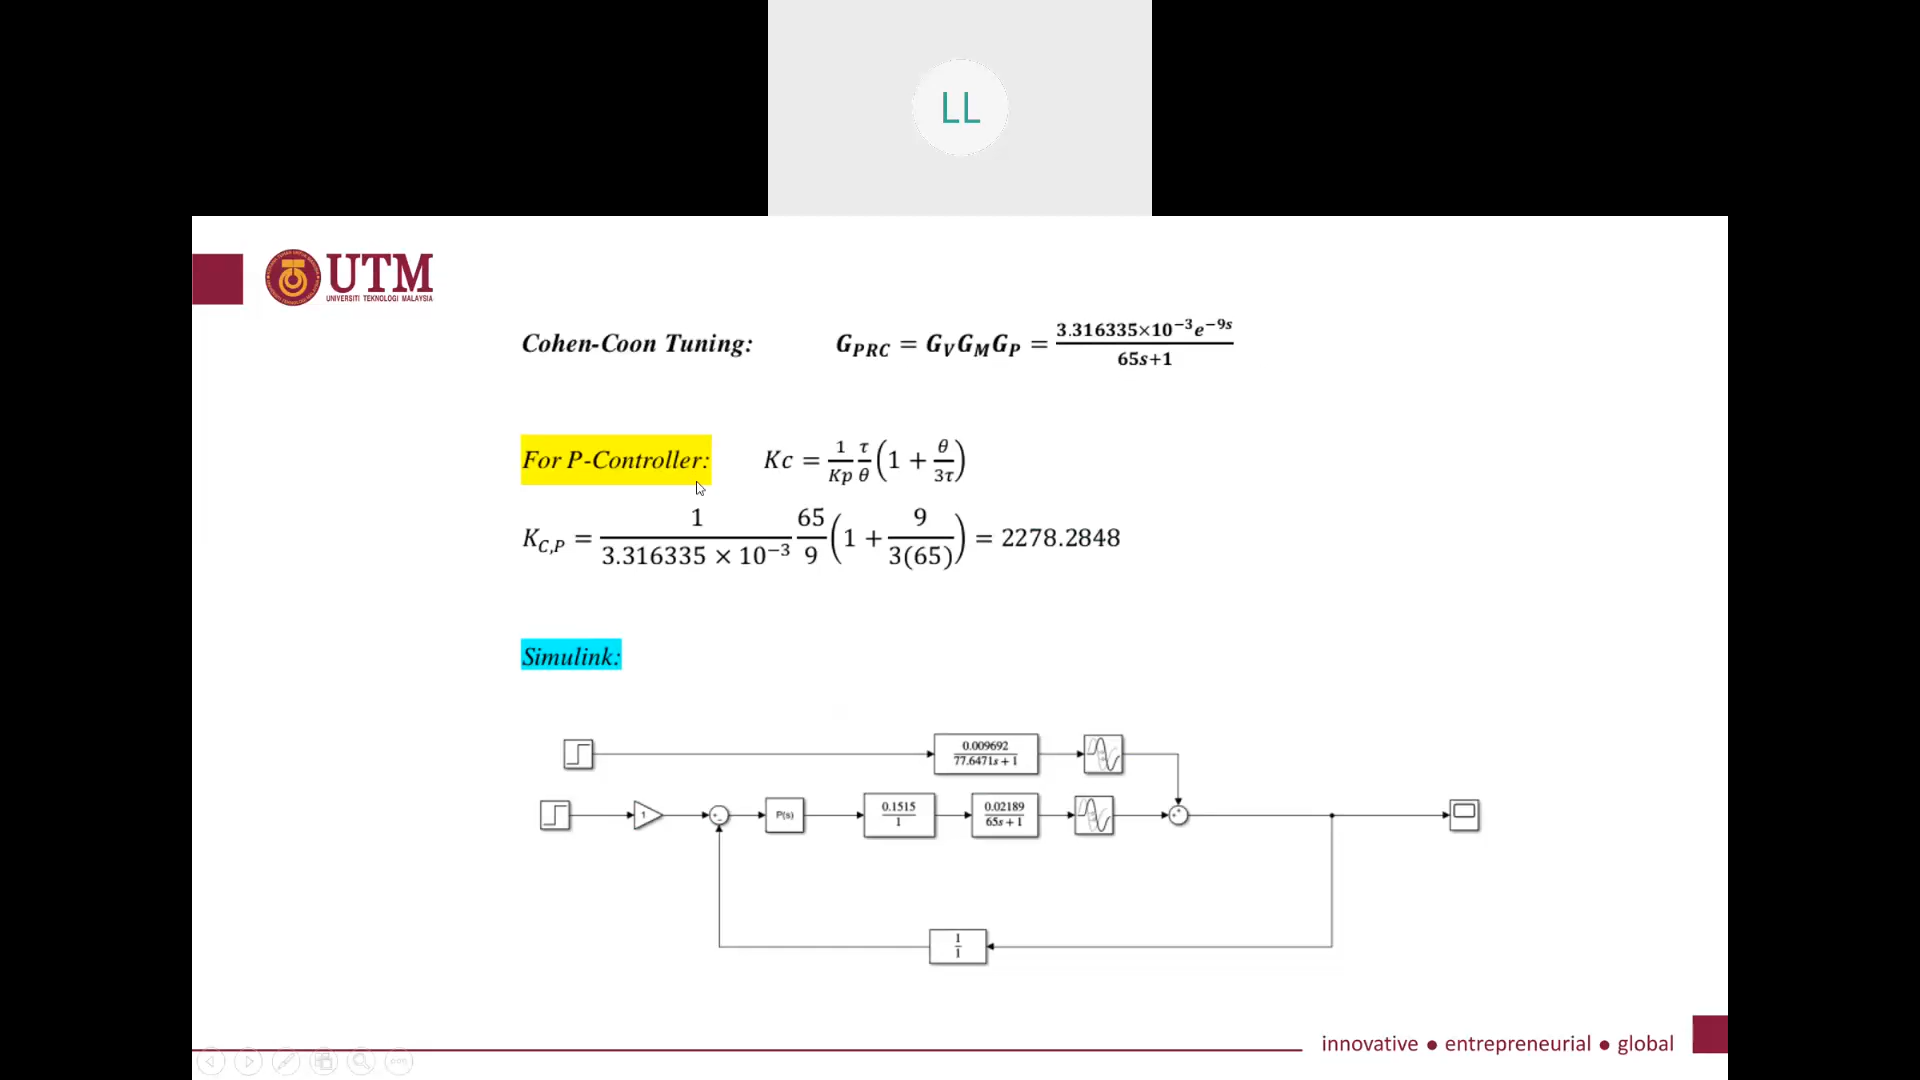 LL
UTM
UNIVERSITI TEKNOLOGI MALAYSIA
Cohen-Coon Tuning: G_PRC = G_V G_M G_P = 3.316335×10⁻³e⁻⁹ˢ / 65s+1
For P-Controller: Kc = 1/Kp τ/θ (1 + θ/3τ)
K_C,P = 1/(3.316335 × 10⁻³) 65/9 (1 + 9/3(65)) = 2278.2848
Simulink:
0.009692
77.6471s+1
1
+-
P(s)
0.1515
1
0.02189
65s+1
++
1
1
innovative ● entrepreneurial ● global